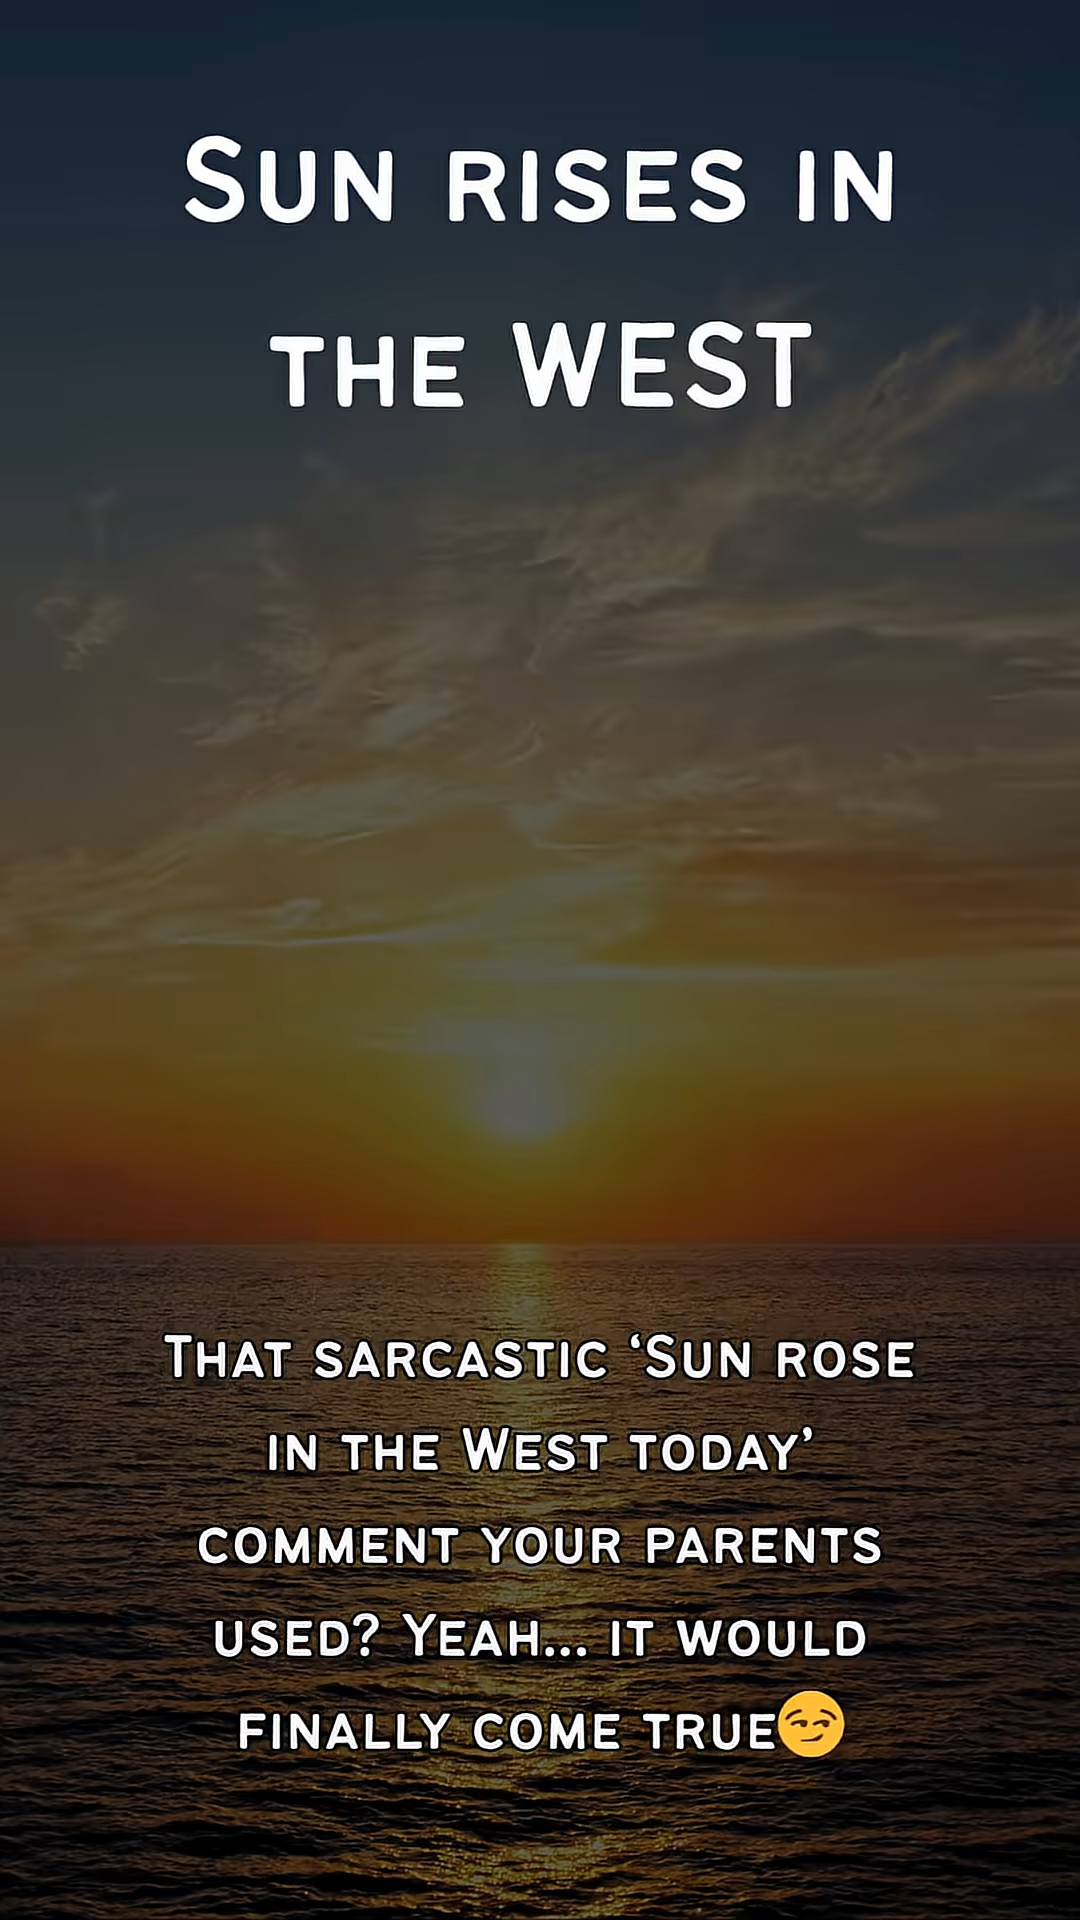 Sun rises in
the WEST
That sarcastic ‘Sun rose
in the West today’
comment your parents
used? Yeah... it would
finally come true😏